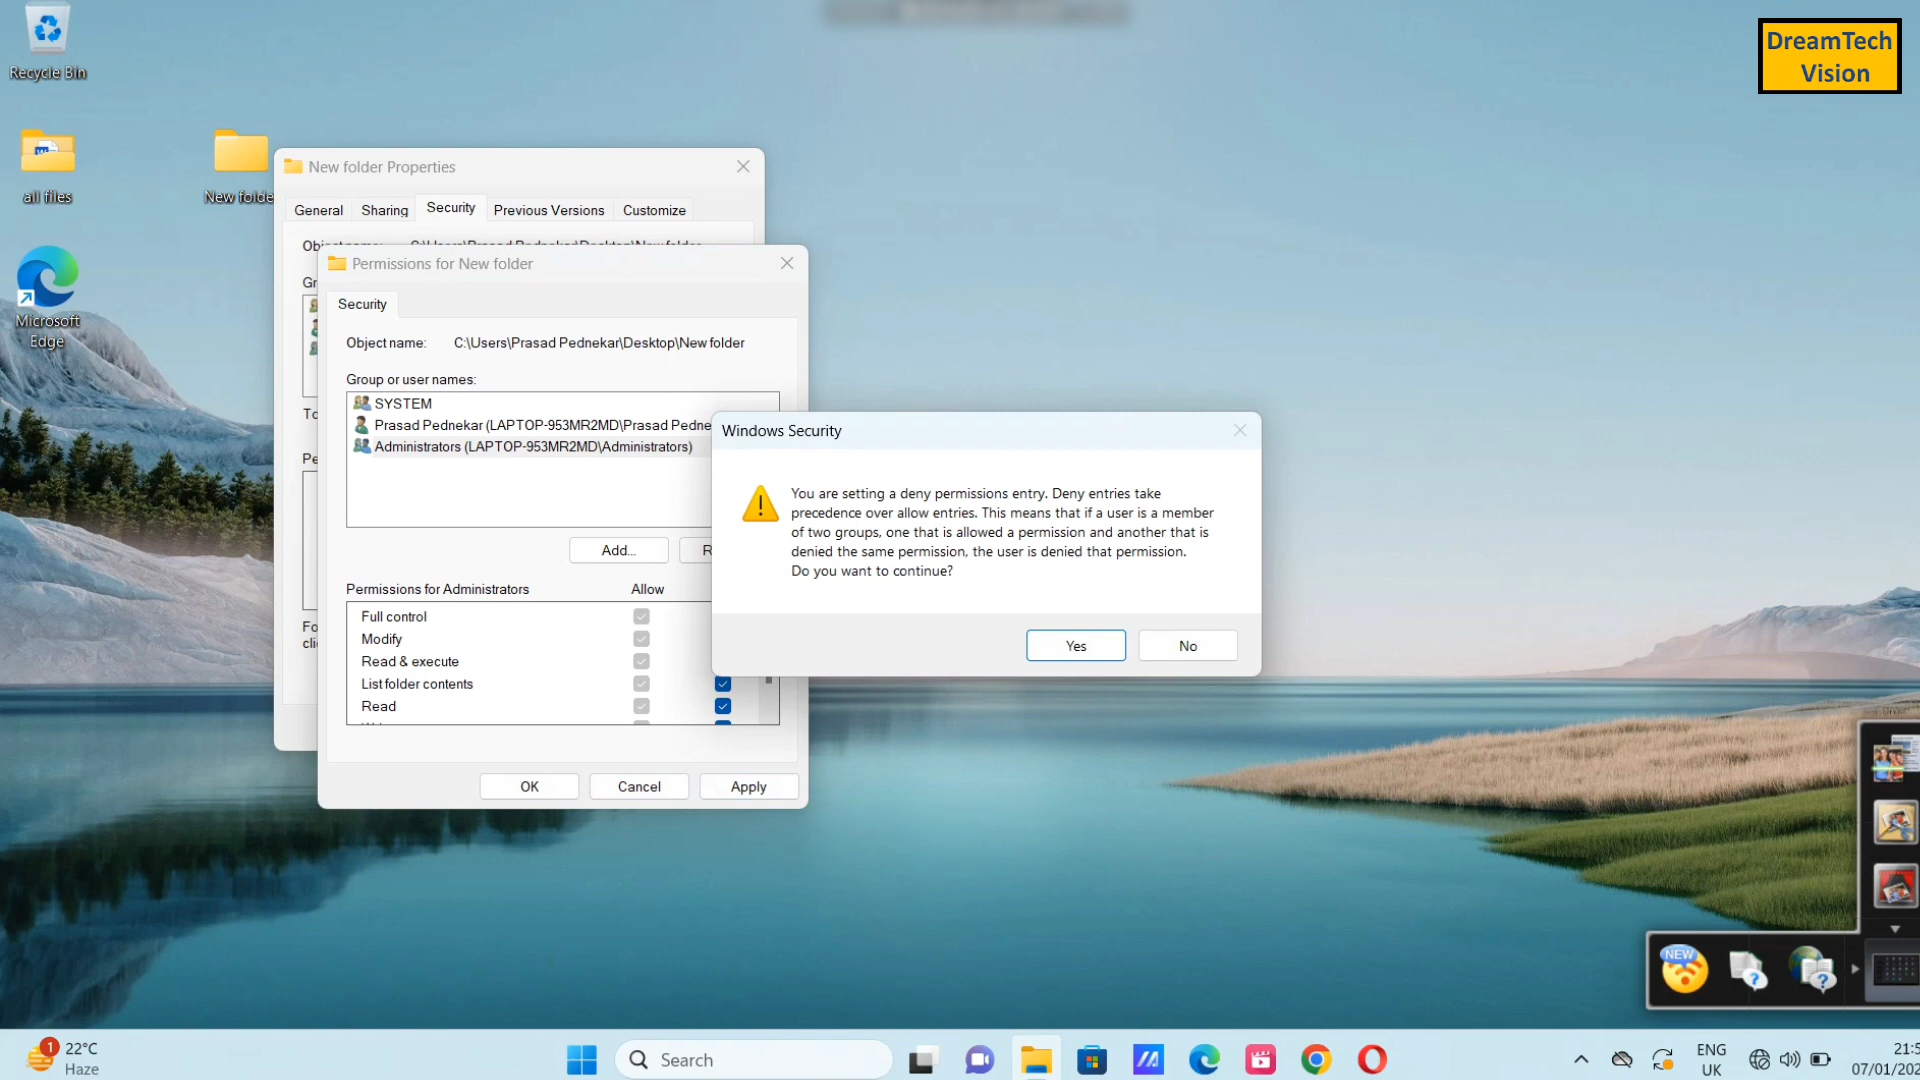 Recycle Bin
DreamTech
Vision
all files
New folde
Microsoft
Edge
New folder Properties
General
Sharing
Security
Previous Versions
Customize
Permissions for New folder
Security
Object name:
C:\Users\Prasad Pednekar\Desktop\New folder
Group or user names:
SYSTEM
Prasad Pednekar (LAPTOP-953MR2MD\Prasad Pedne
Administrators (LAPTOP-953MR2MD\Administrators)
Add...
R
Permissions for Administrators
Allow
Full control
Modify
Read & execute
List folder contents
Read
OK
Cancel
Apply
Windows Security
You are setting a deny permissions entry. Deny entries take
precedence over allow entries. This means that if a user is a member
of two groups, one that is allowed a permission and another that is
denied the same permission, the user is denied that permission.
Do you want to continue?
Yes
No
NEW
1
22°C
Haze
Search
ENG
UK
21:5
07/01/202